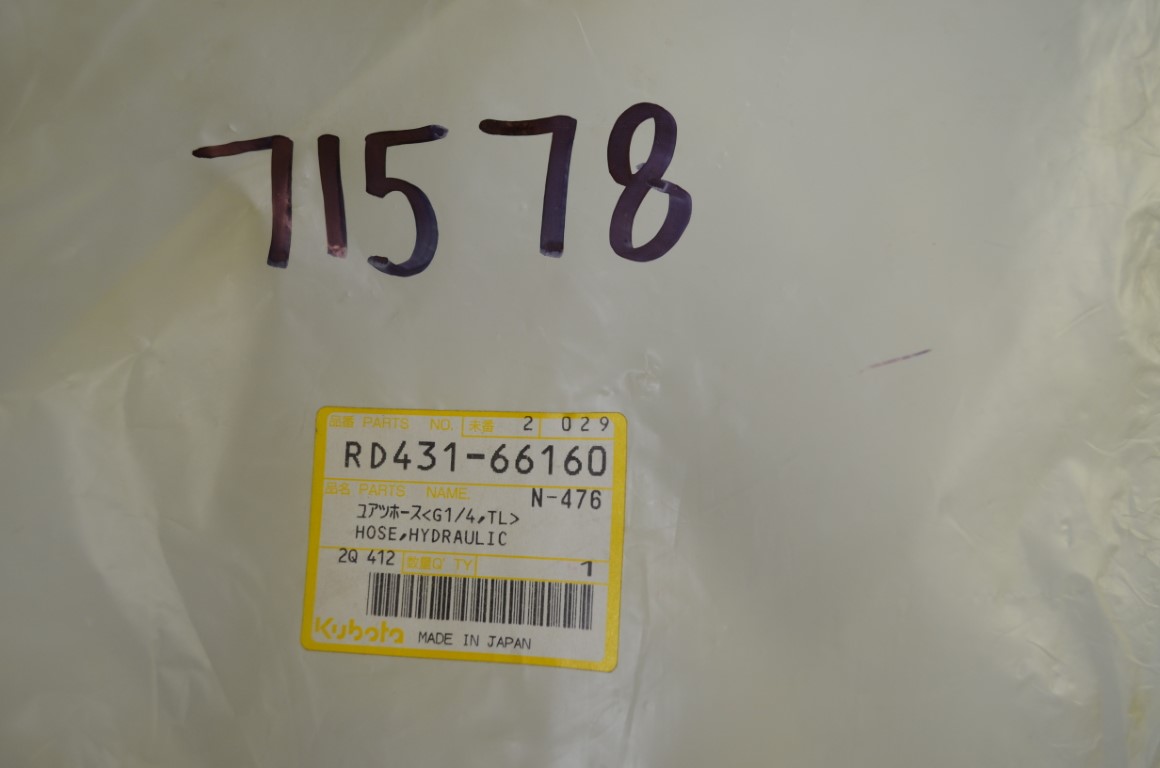 71578
品番 PARTS NO. 未番 2 029
RD431-66160
品名 PARTS NAME. N-476
ユアツホース<G1/4,TL>
HOSE,HYDRAULIC
2Q 412 数量Q'TY 1
Kubota MADE IN JAPAN